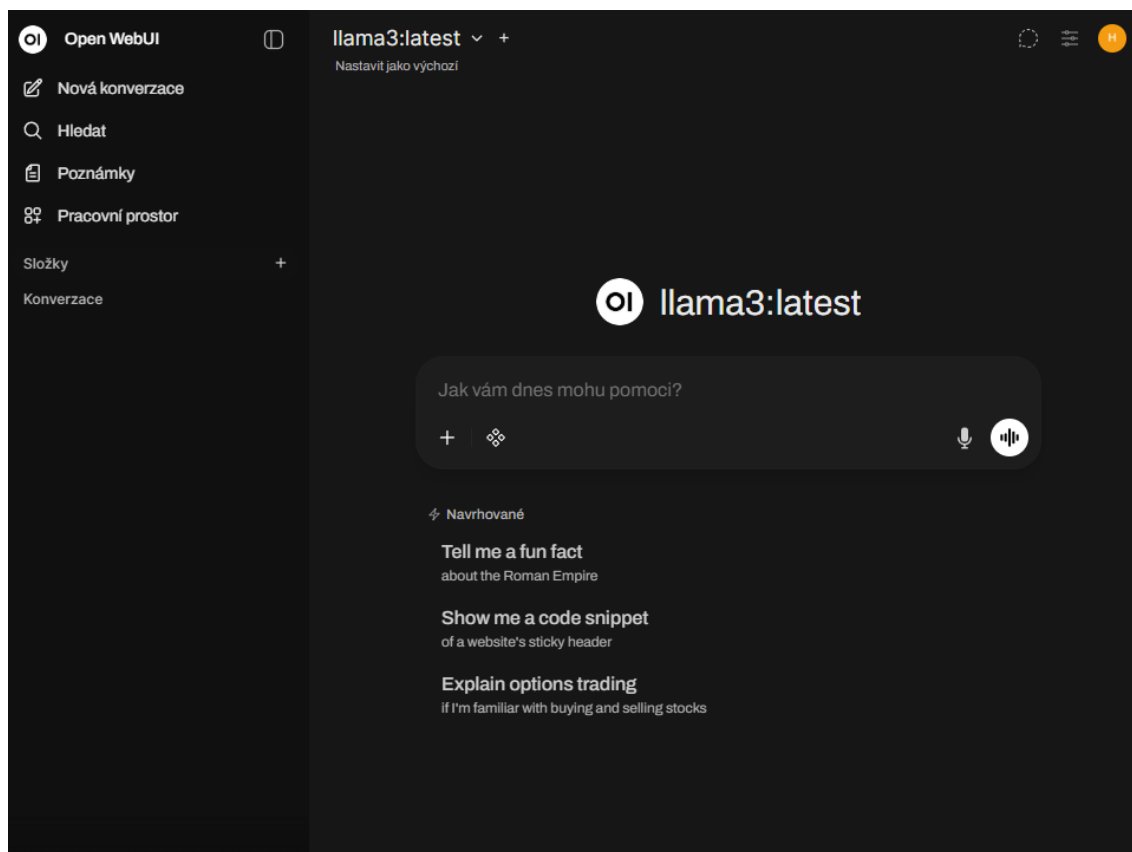 OI Open WebUI
Nová konverzace
Hledat
Poznámky
Pracovní prostor
Složky +
Konverzace
llama3:latest +
Nastavit jako výchozí
H
OI llama3:latest
Jak vám dnes mohu pomoci?
+
Navrhované
Tell me a fun fact
about the Roman Empire
Show me a code snippet
of a website's sticky header
Explain options trading
if I'm familiar with buying and selling stocks